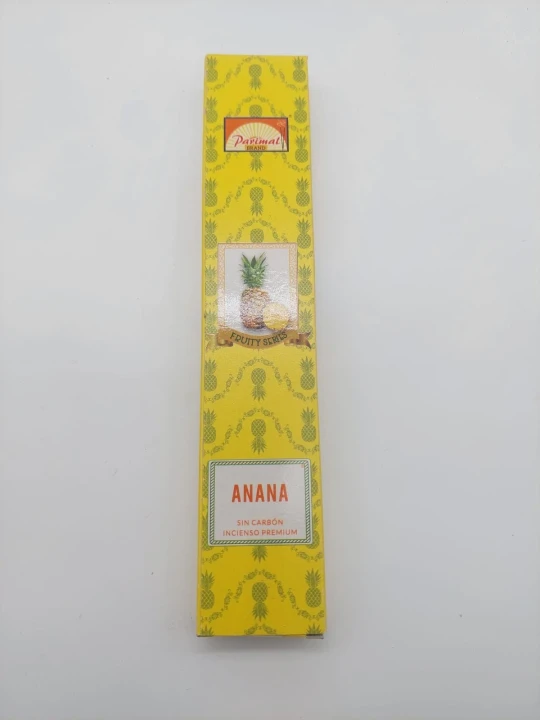 Parimal
BRAND
FRUITY SERIES
ANANA
SIN CARBÓN
INCIENSO PREMIUM